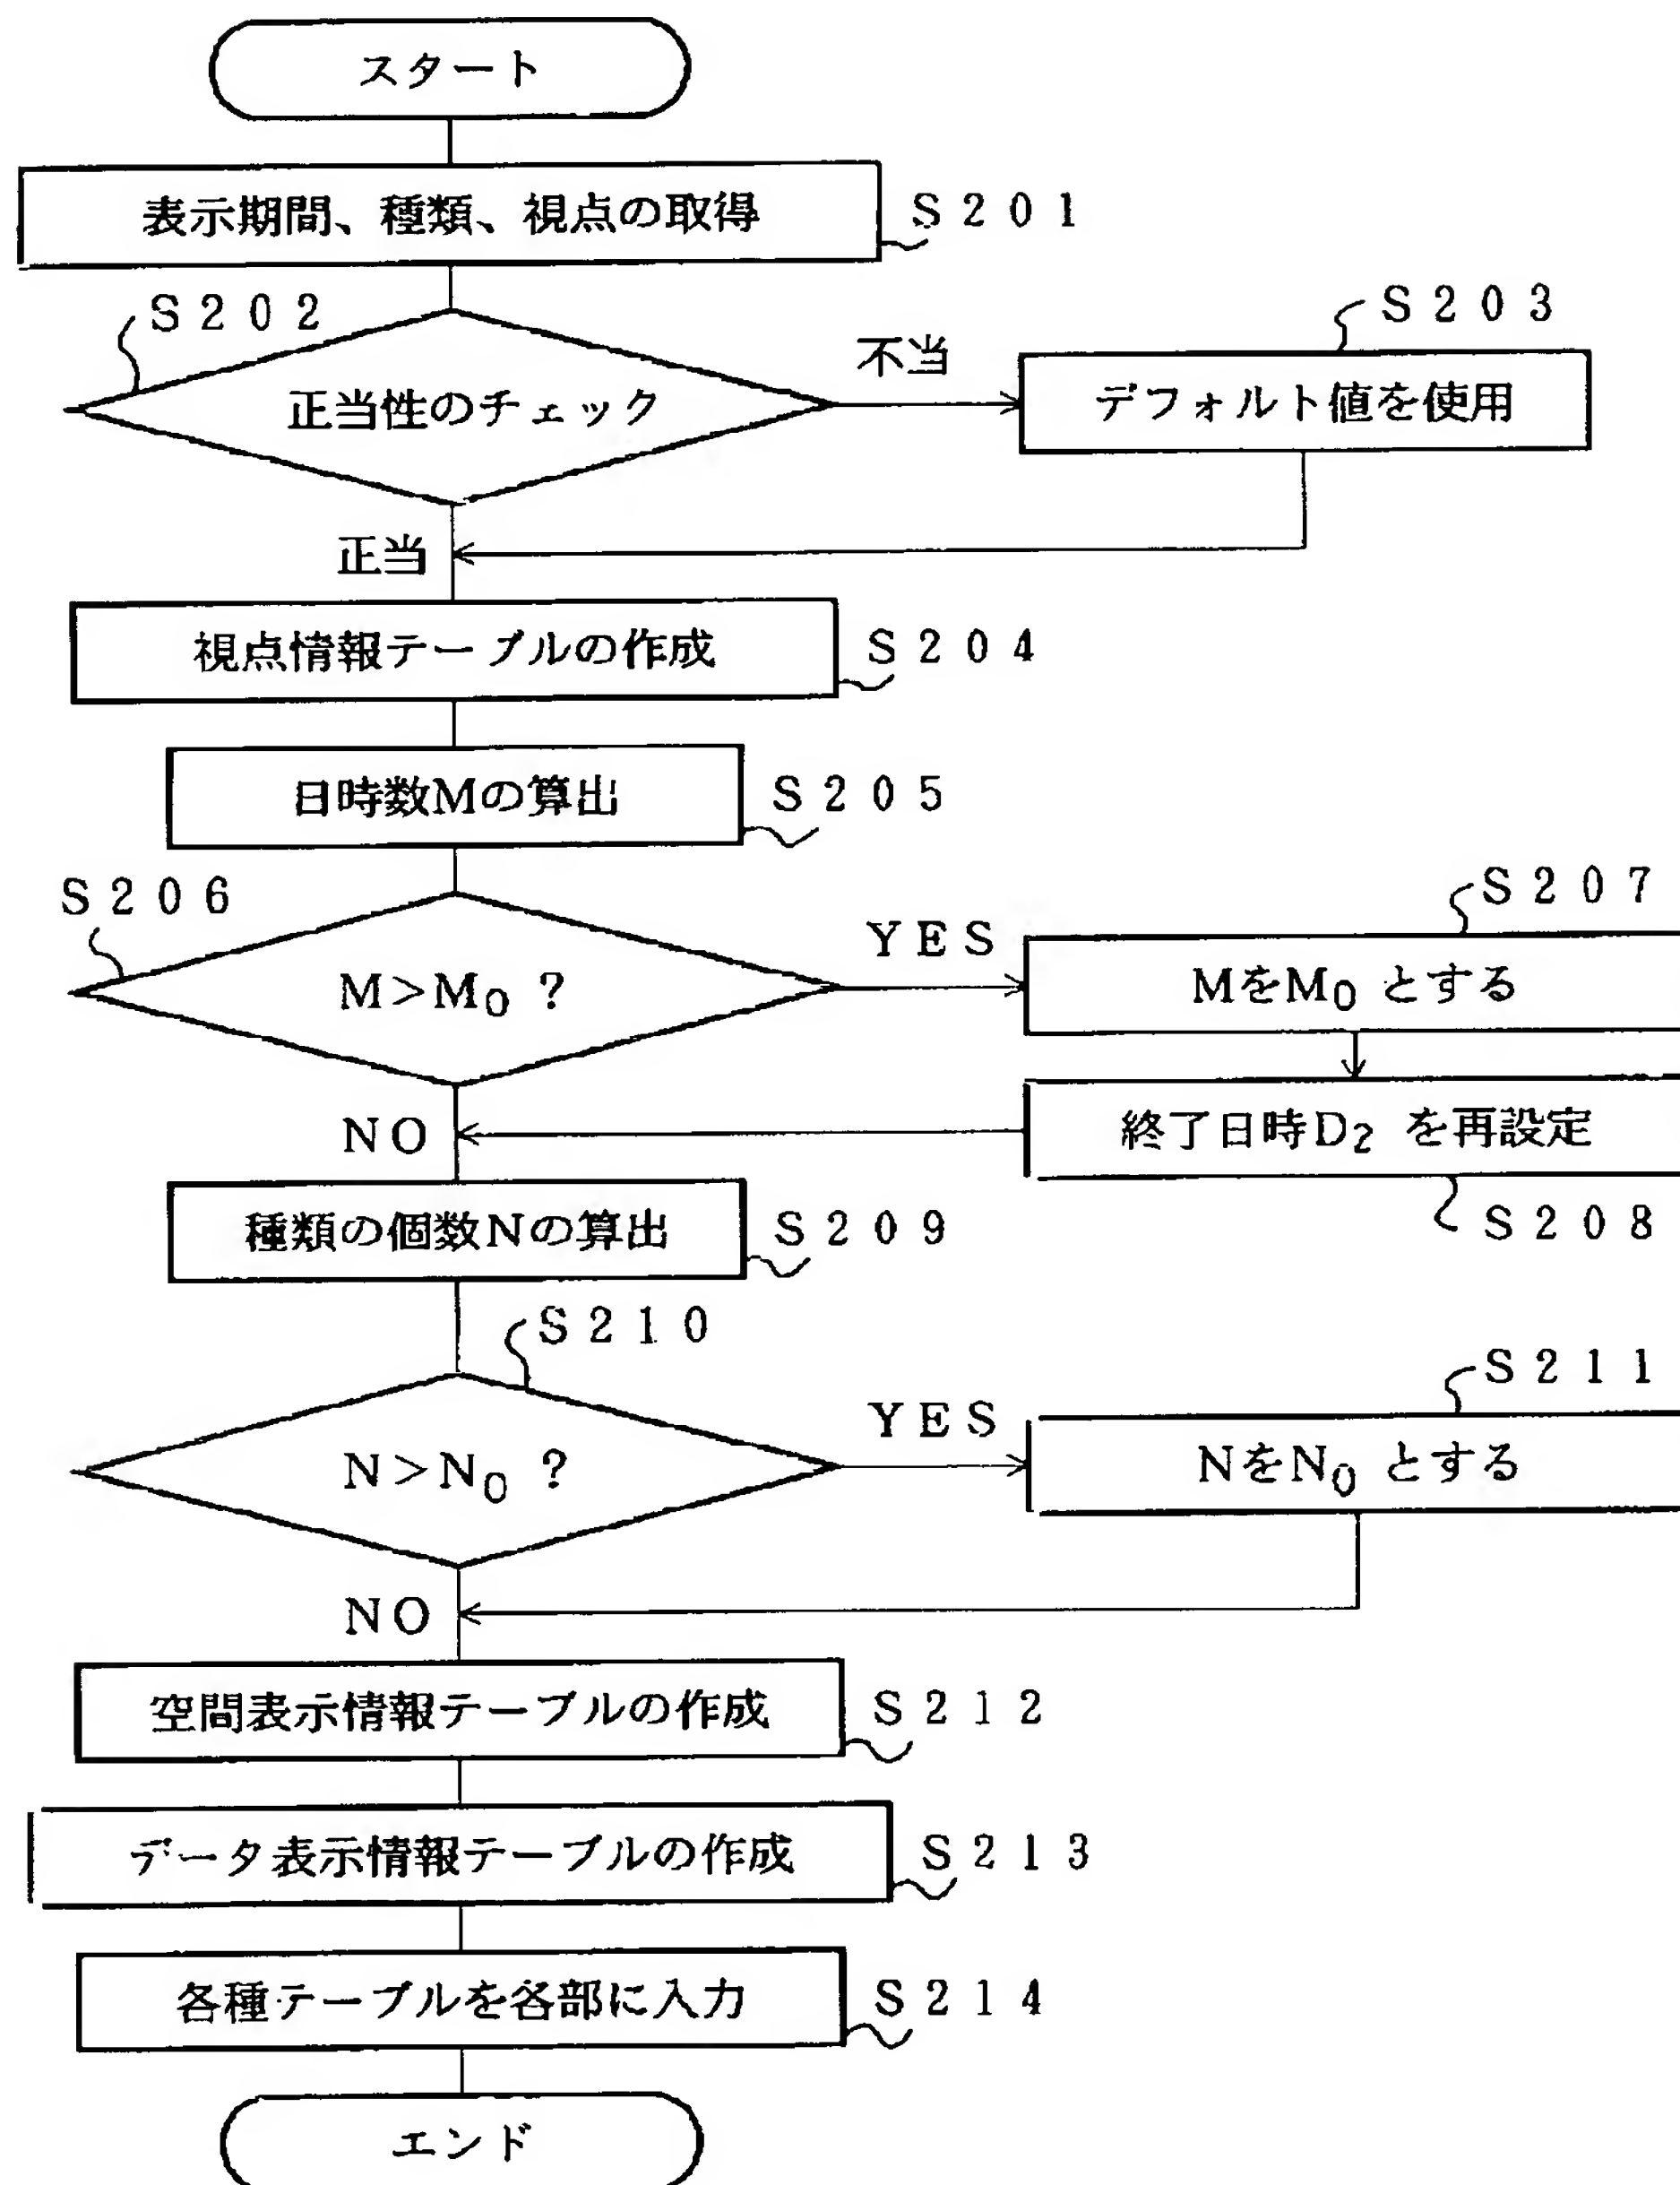 スタート
表示期間、種類、視点の取得
S201
S202
正当性のチェック
不当
S203
デフォルト値を使用
正当
視点情報テーブルの作成
S204
日時数Mの算出
S205
S206
M>M₀ ?
YES
S207
MをM₀ とする
終了日時D₂ を再設定
S208
NO
種類の個数Nの算出
S209
S210
N>N₀ ?
YES
S211
NをN₀ とする
NO
空間表示情報テーブルの作成
S212
データ表示情報テーブルの作成
S213
各種テーブルを各部に入力
S214
エンド